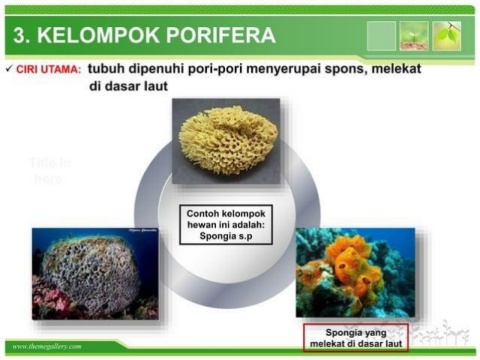 3. KELOMPOK PORIFERA
✓ CIRI UTAMA: tubuh dipenuhi pori-pori menyerupai spons, melekat
di dasar laut
Title in
here
Contoh kelompok
hewan ini adalah:
Spongia s.p
Spongia yang
melekat di dasar laut
www.themegallery.com